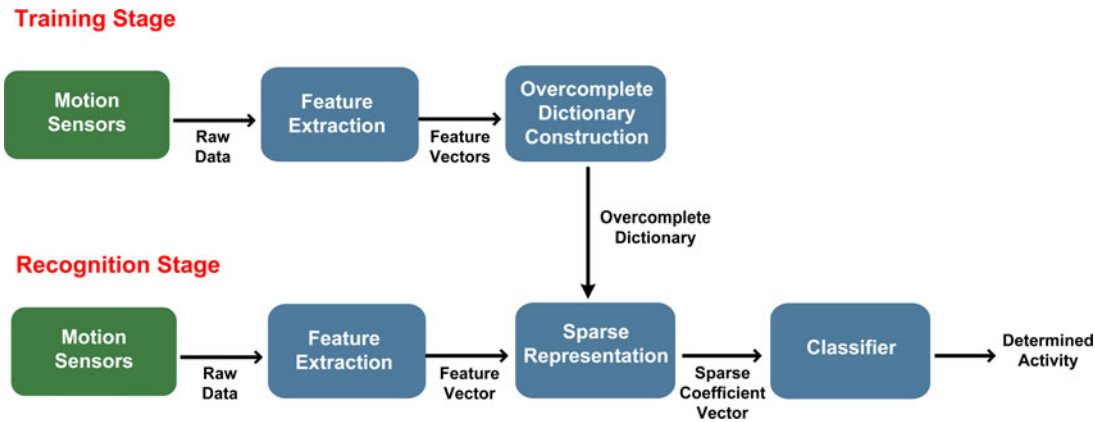 Training Stage
Motion
Sensors
Raw
Data
Feature
Extraction
Feature
Vectors
Overcomplete
Dictionary
Construction
Overcomplete
Dictionary
Recognition Stage
Motion
Sensors
Raw
Data
Feature
Extraction
Feature
Vector
Sparse
Representation
Sparse
Coefficient
Vector
Classifier
Determined
Activity